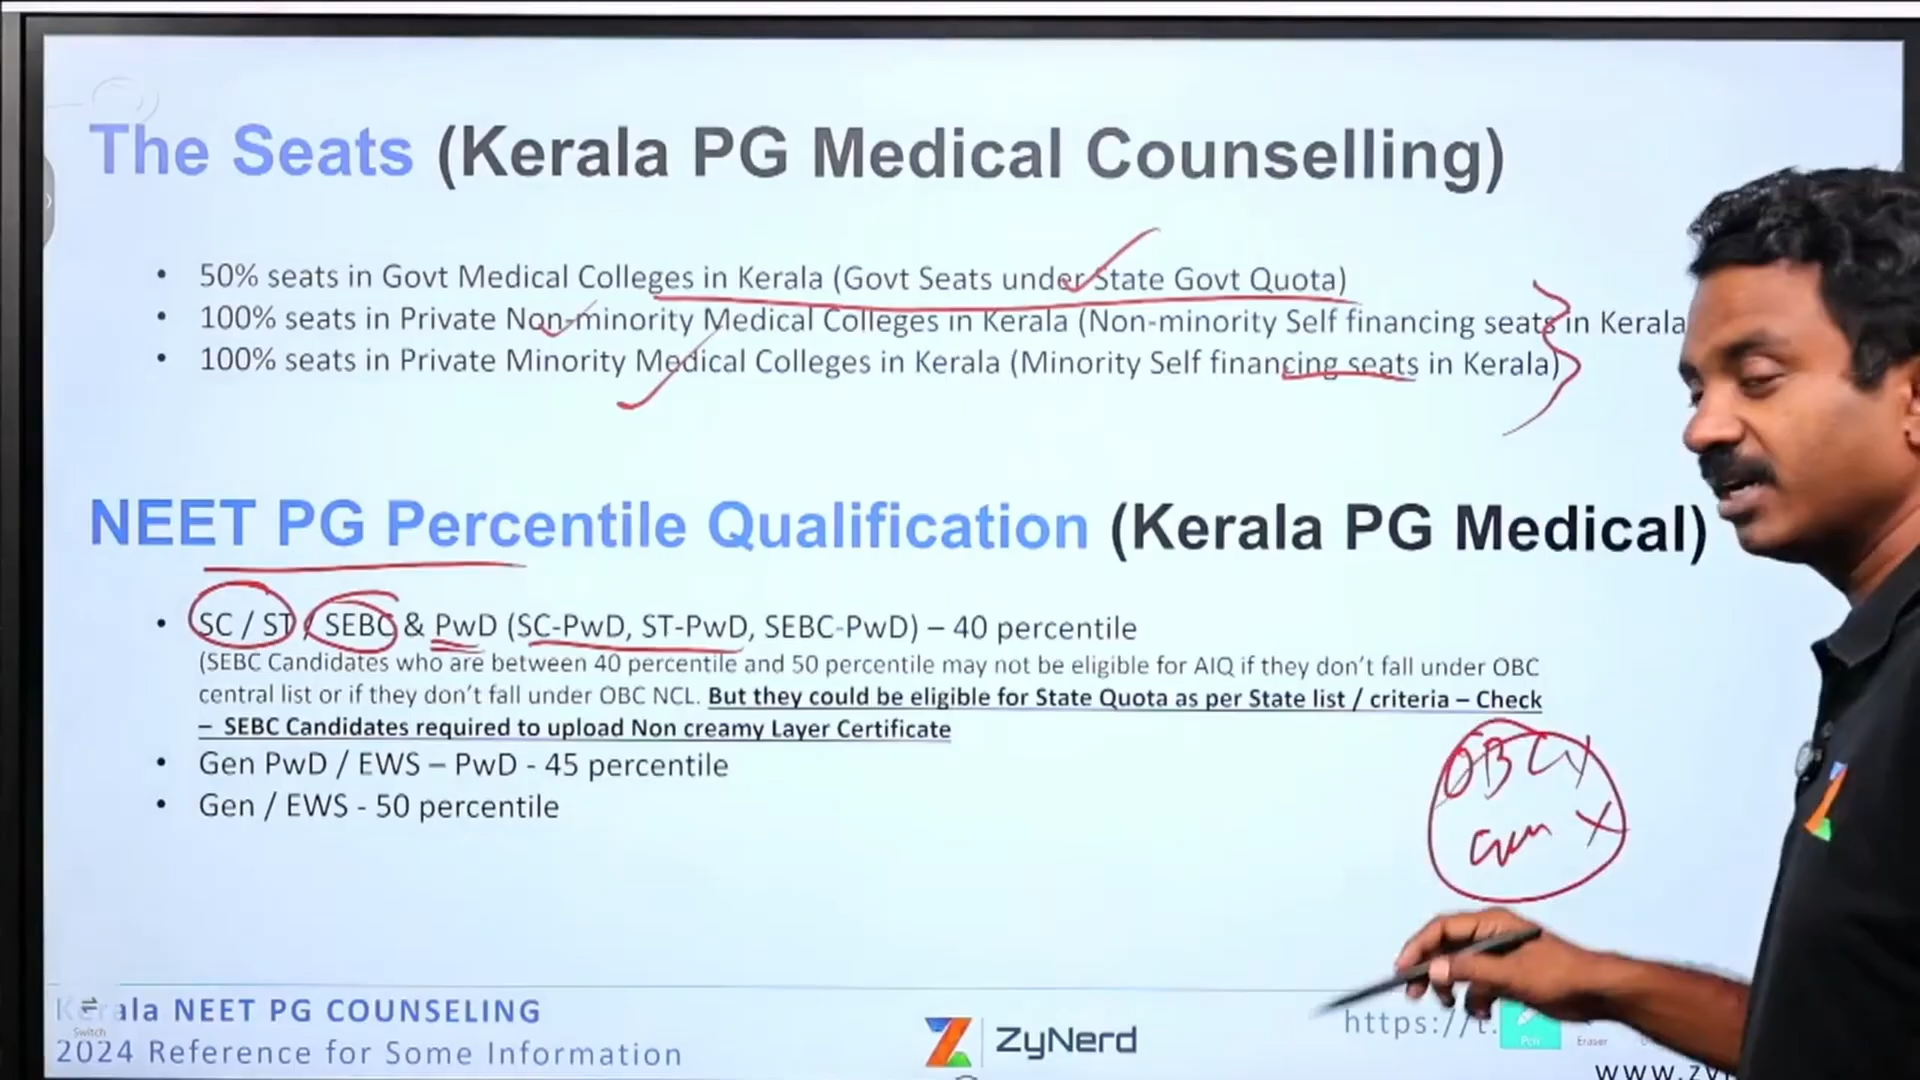 The Seats (Kerala PG Medical Counselling)
• 50% seats in Govt Medical Colleges in Kerala (Govt Seats under State Govt Quota)
• 100% seats in Private Non-minority Medical Colleges in Kerala (Non-minority Self financing seats in Kerala
• 100% seats in Private Minority Medical Colleges in Kerala (Minority Self financing seats in Kerala)
NEET PG Percentile Qualification (Kerala PG Medical)
• SC / ST / SEBC & PwD (SC-PwD, ST-PwD, SEBC-PwD) – 40 percentile
(SEBC Candidates who are between 40 percentile and 50 percentile may not be eligible for AIQ if they don’t fall under OBC
central list or if they don’t fall under OBC NCL. But they could be eligible for State Quota as per State list / criteria – Check
– SEBC Candidates required to upload Non creamy Layer Certificate
• Gen PwD / EWS – PwD - 45 percentile
• Gen / EWS - 50 percentile
OBC
Gen X
Kerala NEET PG COUNSELING
Switch
2024 Reference for Some Information
ZyNerd
https://t.
Pen
Eraser
www.zy